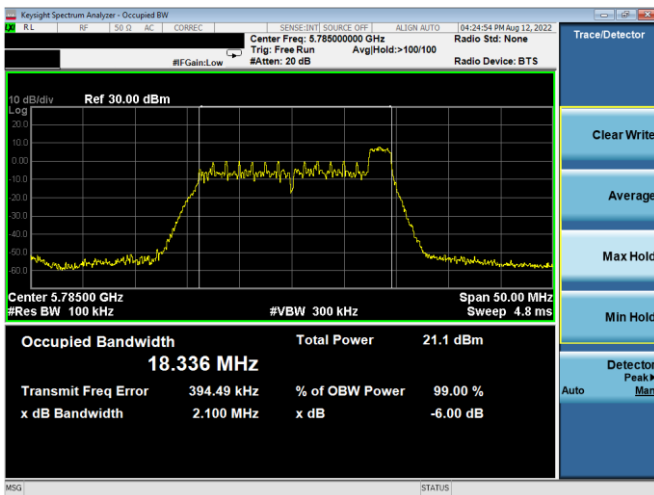 Keysight Spectrum Analyzer - Occupied BW
RL RF 50 Ω AC CORREC SENSE:INT SOURCE OFF ALIGN AUTO 04:24:54 PM Aug 12, 2022
Center Freq: 5.785000000 GHz Radio Std: None
Trig: Free Run Avg|Hold:>100/100
#IFGain:Low #Atten: 20 dB Radio Device: BTS
Trace/Detector
10 dB/div Ref 30.00 dBm
Log
20.0
10.0
0.00
-10.0
-20.0
-30.0
-40.0
-50.0
-60.0
Center 5.78500 GHz Span 50.00 MHz
#Res BW 100 kHz #VBW 300 kHz Sweep 4.8 ms
Occupied Bandwidth Total Power 21.1 dBm
18.336 MHz
Transmit Freq Error 394.49 kHz % of OBW Power 99.00 %
x dB Bandwidth 2.100 MHz x dB -6.00 dB
Clear Write
Average
Max Hold
Min Hold
Detector
Peak
Auto Man
MSG STATUS